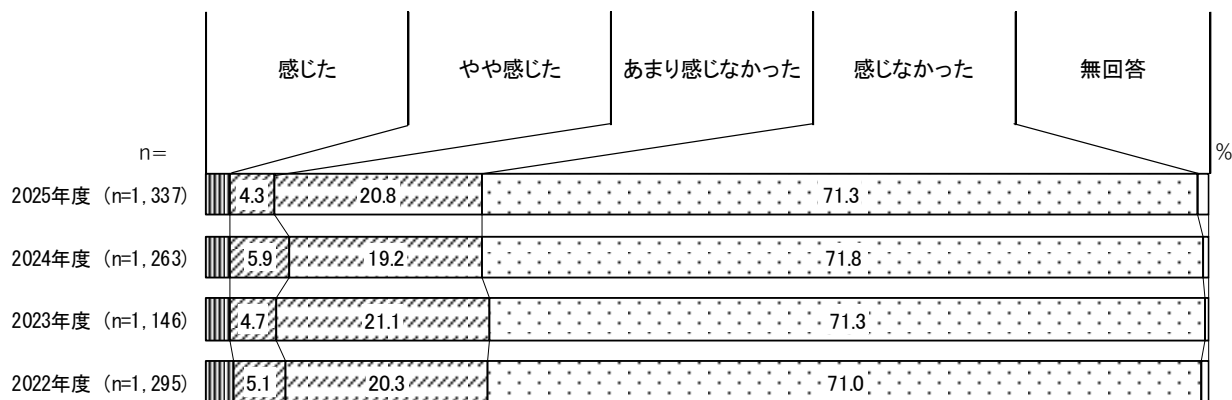 感じた やや感じた あまり感じなかった 感じなかった 無回答
n=
%
2025年度 (n=1,337) 4.3 20.8 71.3
2024年度 (n=1,263) 5.9 19.2 71.8
2023年度 (n=1,146) 4.7 21.1 71.3
2022年度 (n=1,295) 5.1 20.3 71.0